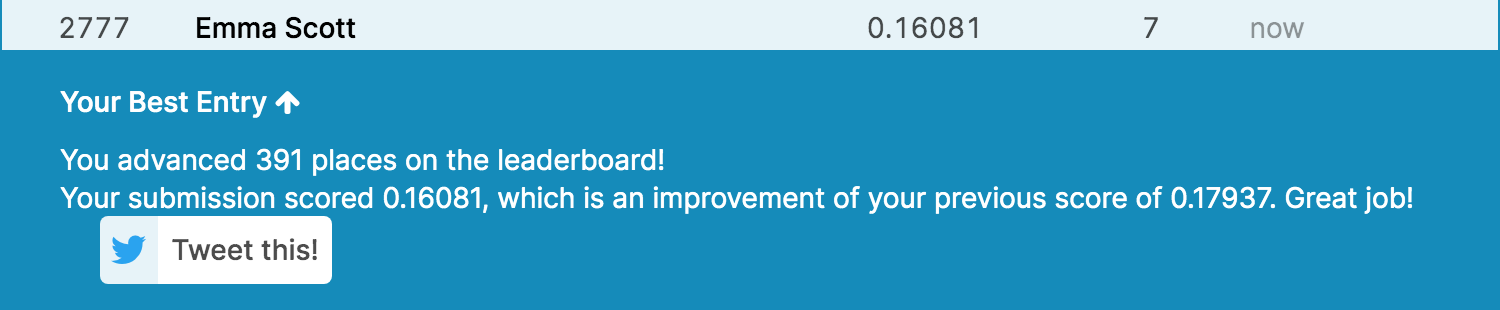 2777 Emma Scott 0.16081 7 now
Your Best Entry
You advanced 391 places on the leaderboard!
Your submission scored 0.16081, which is an improvement of your previous score of 0.17937. Great job!
Tweet this!